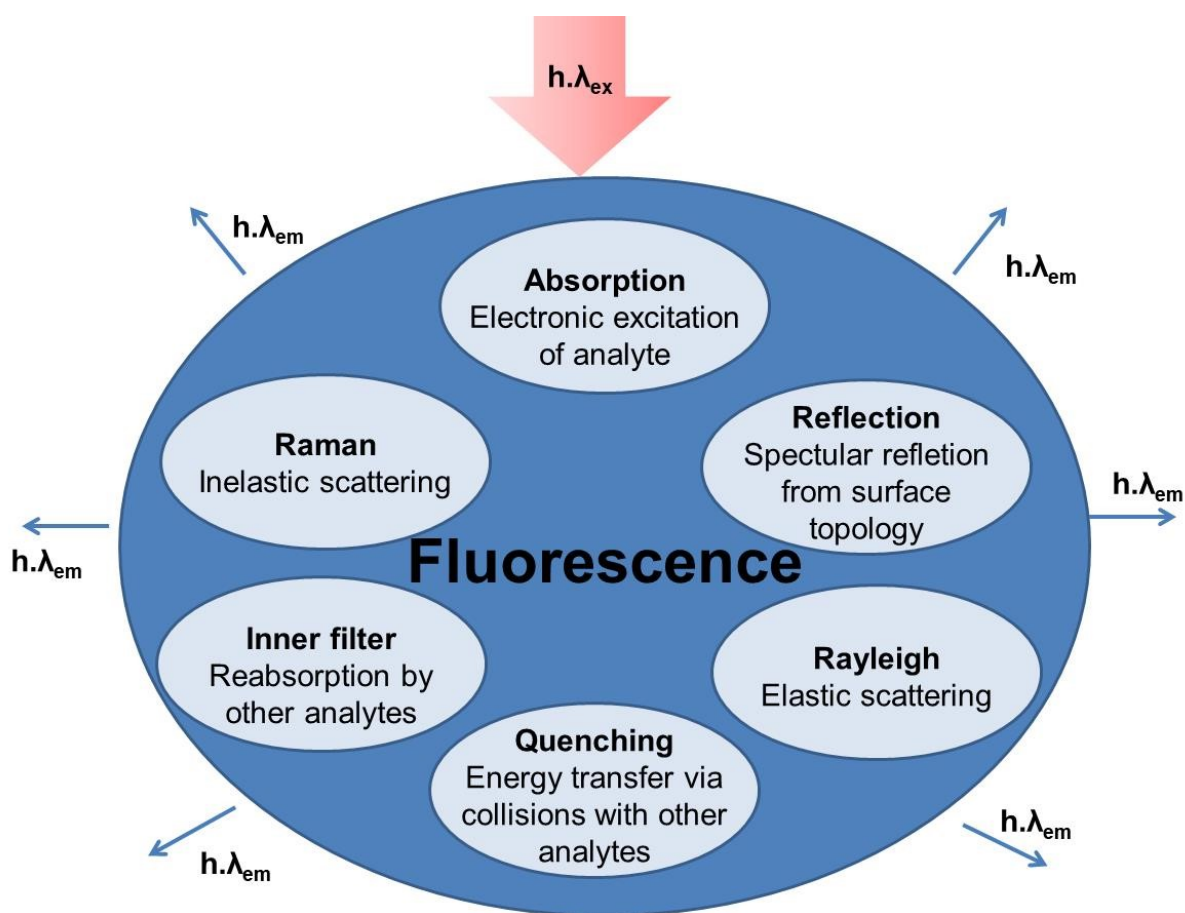 h.λex
h.λem
h.λem
Absorption
Electronic excitation
of analyte
Raman
Inelastic scattering
Reflection
Spectular refletion
from surface
topology
h.λem
h.λem
Fluorescence
Inner filter
Reabsorption by
other analytes
Rayleigh
Elastic scattering
Quenching
Energy transfer via
collisions with other
analytes
h.λem
h.λem